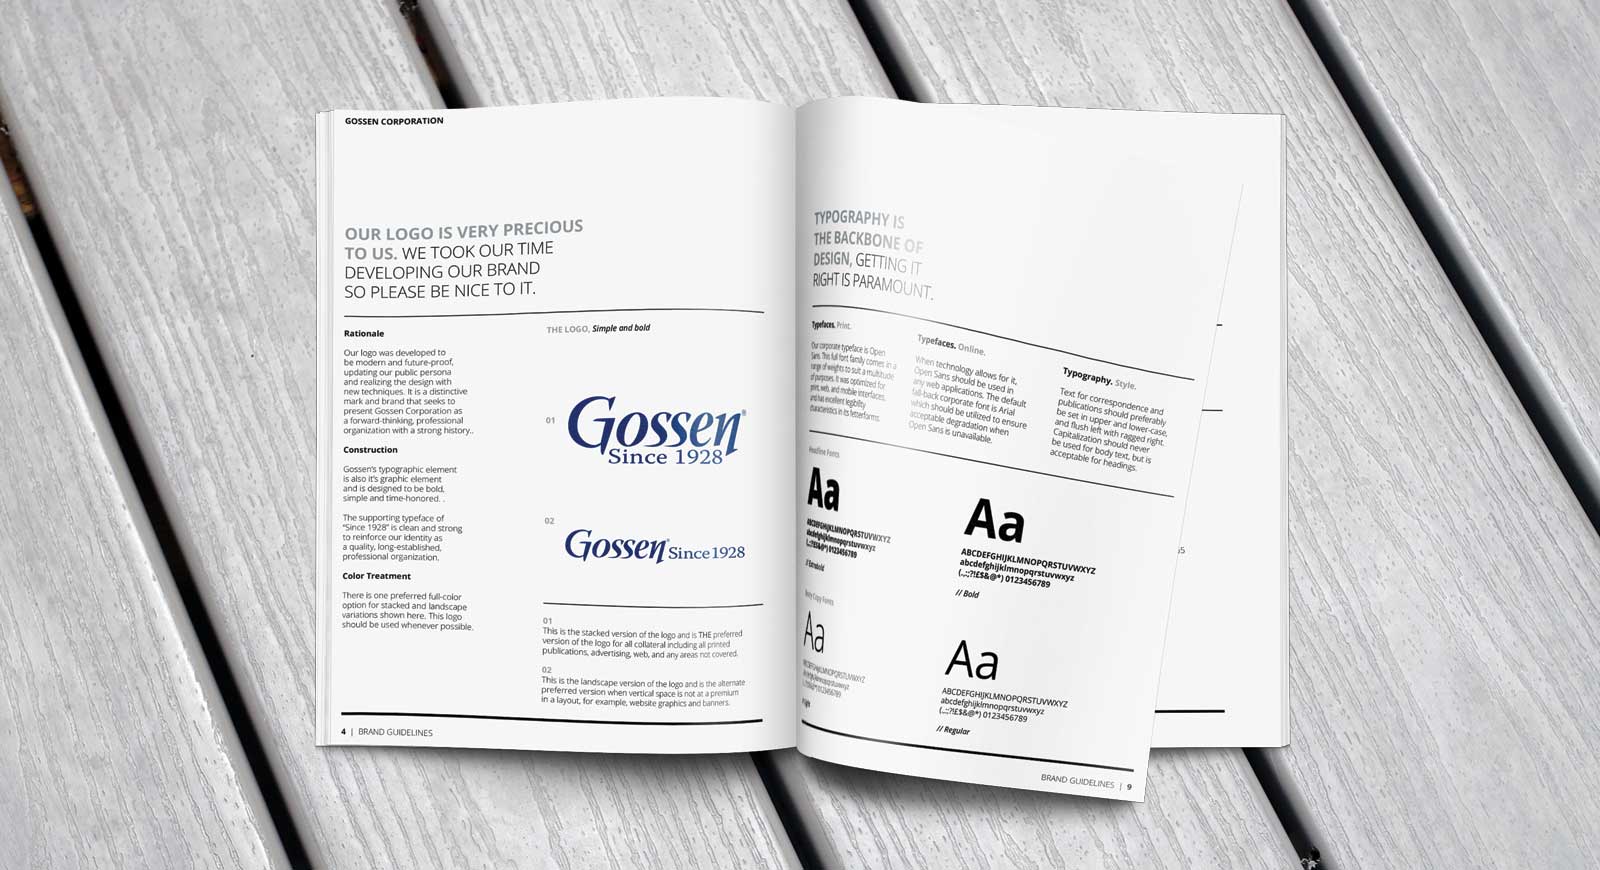 GOSSEN CORPORATION
OUR LOGO IS VERY PRECIOUS
TO US. WE TOOK OUR TIME
DEVELOPING OUR BRAND
SO PLEASE BE NICE TO IT.
Rationale
Our logo was developed to
be modern and future-proof,
updating our public persona
and realizing the design with
new techniques. It is a distinctive
mark and brand that seeks to
present Gossen Corporation as
a forward-thinking, professional
organization with a strong history..
Construction
Gossen's typographic element
is also it's graphic element
and is designed to be bold,
simple and time-honored. .
The supporting typeface of
"Since 1928" is clean and strong
to reinforce our identity as
a quality, long-established,
professional organization.
Color Treatment
There is one preferred full-color
option for stacked and landscape
variations shown here. This logo
should be used whenever possible.
THE LOGO, Simple and bold
01
Gossen®
Since 1928
02
Gossen® Since 1928
01
This is the stacked version of the logo and is THE preferred
version of the logo for all collateral including all printed
publications, advertising, web, and any areas not covered.
02
This is the landscape version of the logo and is the alternate
preferred version when vertical space is not at a premium
in a layout, for example, website graphics and banners.
4 | BRAND GUIDELINES
TYPOGRAPHY IS
THE BACKBONE OF
DESIGN, GETTING IT
RIGHT IS PARAMOUNT.
Typefaces. Print.
Our corporate typeface is Open
Sans. This full font family comes in a
range of weights to suit a multitude
of purposes. It was optimized for
print, web, and mobile interfaces,
and has excellent legibility
characteristics in its letterforms.
Typefaces. Online.
When technology allows for it,
Open Sans should be used in
any web applications. The default
fall-back corporate font is Arial
which should be utilized to ensure
acceptable degradation when
Open Sans is unavailable.
Typography. Style.
Text for correspondence and
publications should preferably
be set in upper and lower-case,
and flush left with ragged right.
Capitalization should never
be used for body text, but is
acceptable for headings.
Headline Fonts
Aa
ABCDEFGHIJKLMNOPQRSTUVWXYZ
abcdefghijklmnopqrstuvwxyz
(.,:;?!£$&@*) 0123456789
// Extrabold
Aa
ABCDEFGHIJKLMNOPQRSTUVWXYZ
abcdefghijklmnopqrstuvwxyz
(.,:;?!£$&@*) 0123456789
// Bold
Body Copy Fonts
Aa
ABCDEFGHIJKLMNOPQRSTUVWXYZ
abcdefghijklmnopqrstuvwxyz
(.,:;?!£$&@*) 0123456789
// Light
Aa
ABCDEFGHIJKLMNOPQRSTUVWXYZ
abcdefghijklmnopqrstuvwxyz
(.,:;?!£$&@*) 0123456789
// Regular
BRAND GUIDELINES | 9